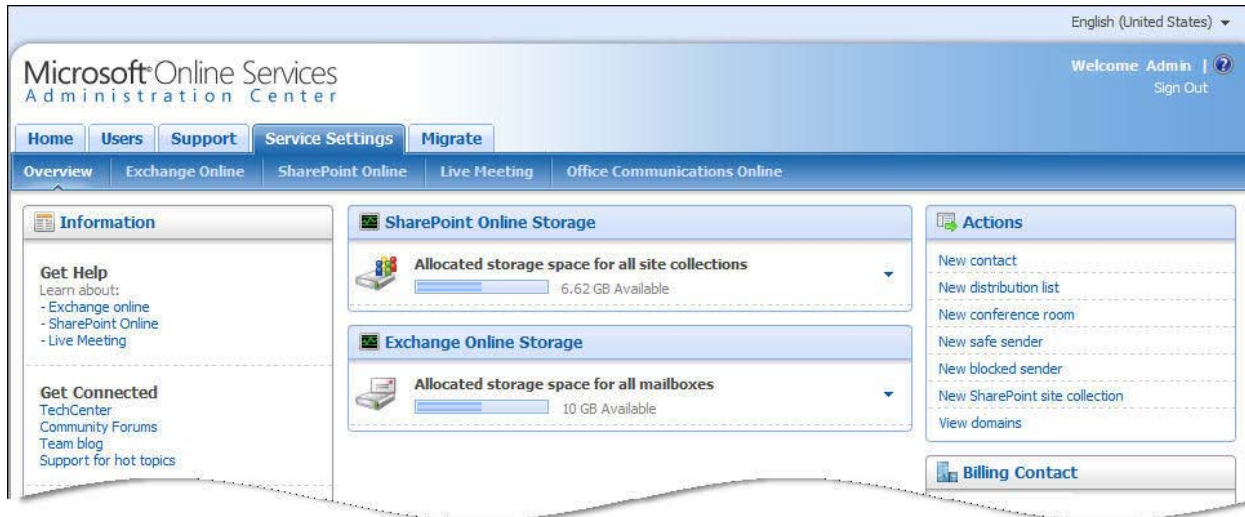 English (United States)
Microsoft Online Services
Administration Center
Welcome Admin |
Sign Out
Home Users Support Service Settings Migrate
Overview Exchange Online SharePoint Online Live Meeting Office Communications Online
Information
Get Help
Learn about:
- Exchange online
- SharePoint Online
- Live Meeting
Get Connected
TechCenter
Community Forums
Team blog
Support for hot topics
SharePoint Online Storage
Allocated storage space for all site collections
6.62 GB Available
Exchange Online Storage
Allocated storage space for all mailboxes
10 GB Available
Actions
New contact
New distribution list
New conference room
New safe sender
New blocked sender
New SharePoint site collection
View domains
Billing Contact